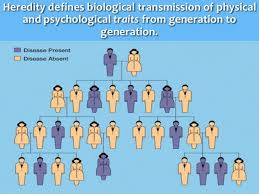 Heredity defines biological transmission of physical
and psychological traits from generation to
generation.
Disease Present
Disease Absent